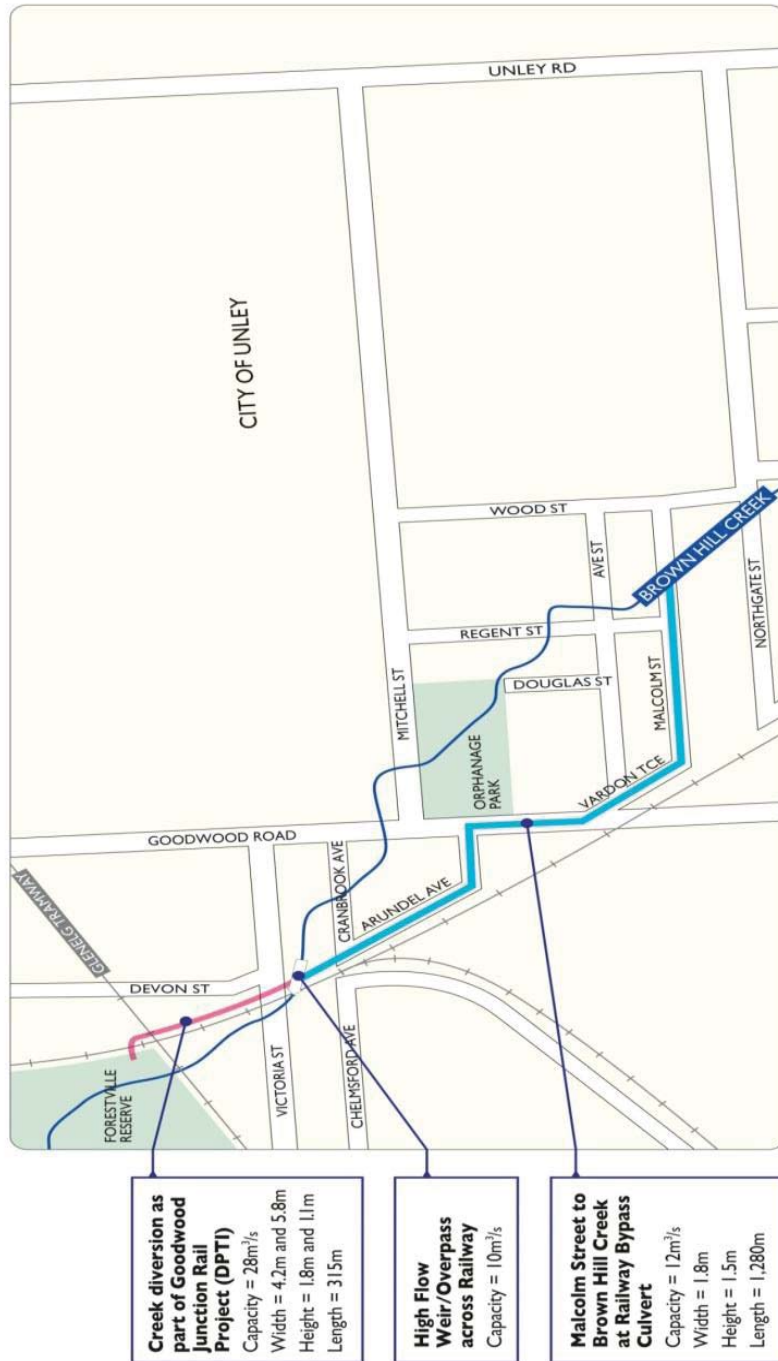 UNLEY RD
CITY OF UNLEY
MITCHELL ST
WOOD ST
AVE ST
REGENT ST
DOUGLAS ST
BROWN HILL CREEK
MALCOLM ST
NORTHGATE ST
ORPHANAGE
PARK
VARDON TCE
GOODWOOD ROAD
CRANBROOK AVE
ARUNDEL AVE
GLENELG TRAMWAY
DEVON ST
VICTORIA ST
CHELMSFORD AVE
FORESTVILLE
RESERVE
Creek diversion as
part of Goodwood
Junction Rail
Project (DPTI)
Capacity = 28m³/s
Width = 4.2m and 5.8m
Height = 1.8m and 1.1m
Length = 315m
High Flow
Weir/Overpass
across Railway
Capacity = 10m³/s
Malcolm Street to
Brown Hill Creek
at Railway Bypass
Culvert
Capacity = 12m³/s
Width = 1.8m
Height = 1.5m
Length = 1,280m